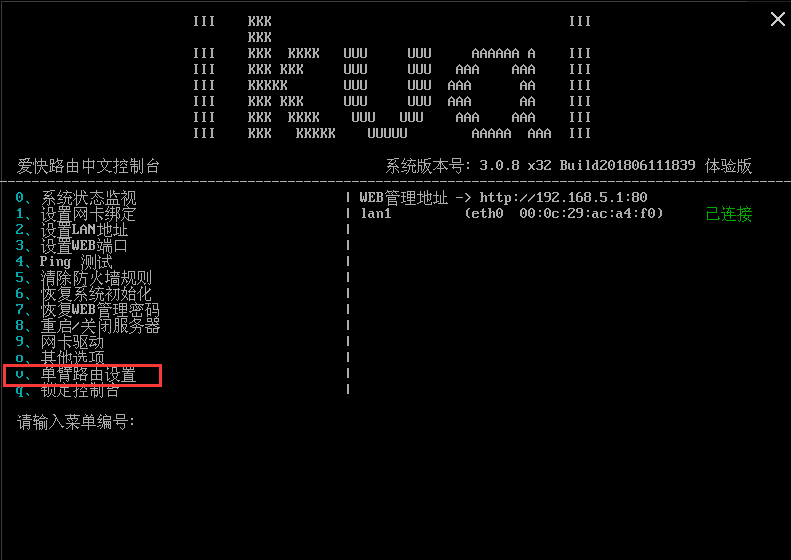 III    KKK                                     III
       KKK
III    KKK  KKKK   UUU     UUU     AAAAAA A    III
III    KKK KKK     UUU     UUU   AAA    AAA    III
III    KKKKK       UUU     UUU  AAA      AA    III
III    KKK KKK     UUU     UUU  AAA      AA    III
III    KKK  KKKK    UUU   UUU    AAA    AAA    III
III    KKK   KKKKK    UUUUU        AAAAA  AAA  III
爱快路由中文控制台 系统版本号: 3.0.8 x32 Build201806111839 体验版
0、系统状态监视 | WEB管理地址 -> http://192.168.5.1:80
1、设置网卡绑定 | lan1 (eth0 00:0c:29:ac:a4:f0) 已连接
2、设置LAN地址 |
3、设置WEB端口 |
4、Ping 测试 |
5、清除防火墙规则 |
6、恢复系统初始化 |
7、恢复WEB管理密码 |
8、重启/关闭服务器 |
9、网卡驱动 |
o、其他选项 |
v、单臂路由设置 |
q、锁定控制台 |
请输入菜单编号: